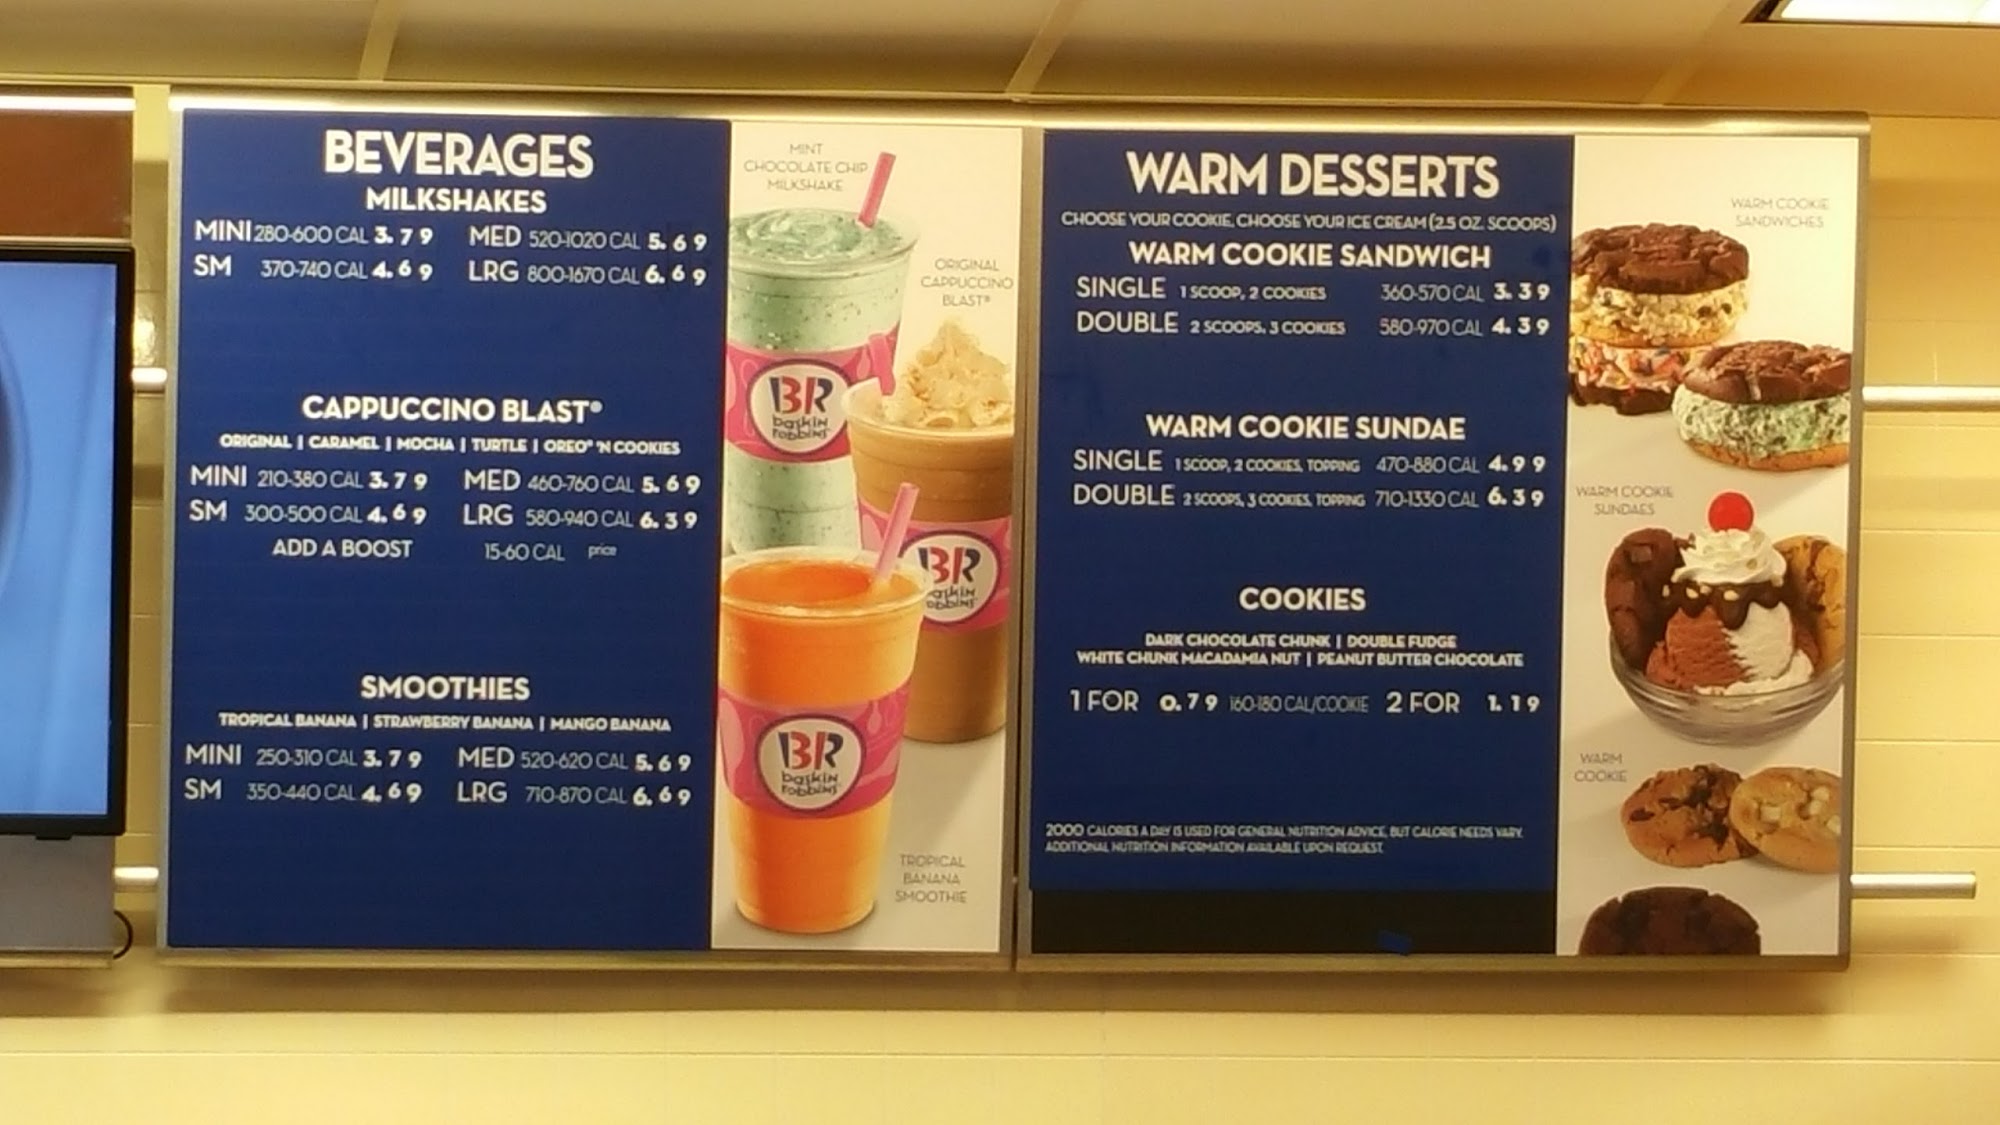 BEVERAGES
MILKSHAKES
MINI 280-600 CAL 3.79 MED 520-1020 CAL 5.69
SM 370-740 CAL 4.69 LRG 800-1670 CAL 6.69
CAPPUCCINO BLAST®
ORIGINAL | CARAMEL | MOCHA | TURTLE | OREO® 'N COOKIES
MINI 210-380 CAL 3.79 MED 460-760 CAL 5.69
SM 300-500 CAL 4.69 LRG 580-940 CAL 6.39
ADD A BOOST 15-60 CAL price
SMOOTHIES
TROPICAL BANANA | STRAWBERRY BANANA | MANGO BANANA
MINI 250-310 CAL 3.79 MED 520-620 CAL 5.69
SM 350-440 CAL 4.69 LRG 710-870 CAL 6.69
MINT
CHOCOLATE CHIP
MILKSHAKE
ORIGINAL
CAPPUCCINO
BLAST®
BR
baskin
robbins
BR
baskin
robbins
BR
baskin
robbins
TROPICAL
BANANA
SMOOTHIE
WARM DESSERTS
CHOOSE YOUR COOKIE, CHOOSE YOUR ICE CREAM (2.5 OZ. SCOOPS)
WARM COOKIE SANDWICH
SINGLE 1 SCOOP, 2 COOKIES 360-570 CAL 3.39
DOUBLE 2 SCOOPS, 3 COOKIES 580-970 CAL 4.39
WARM COOKIE SUNDAE
SINGLE 1 SCOOP, 2 COOKIES, TOPPING 470-880 CAL 4.99
DOUBLE 2 SCOOPS, 3 COOKIES, TOPPING 710-1330 CAL 6.39
COOKIES
DARK CHOCOLATE CHUNK | DOUBLE FUDGE
WHITE CHUNK MACADAMIA NUT | PEANUT BUTTER CHOCOLATE
1 FOR 0.79 160-180 CAL/COOKIE 2 FOR 1.19
2000 CALORIES A DAY IS USED FOR GENERAL NUTRITION ADVICE, BUT CALORIE NEEDS VARY.
ADDITIONAL NUTRITION INFORMATION AVAILABLE UPON REQUEST.
WARM COOKIE
SANDWICHES
WARM COOKIE
SUNDAES
WARM
COOKIE